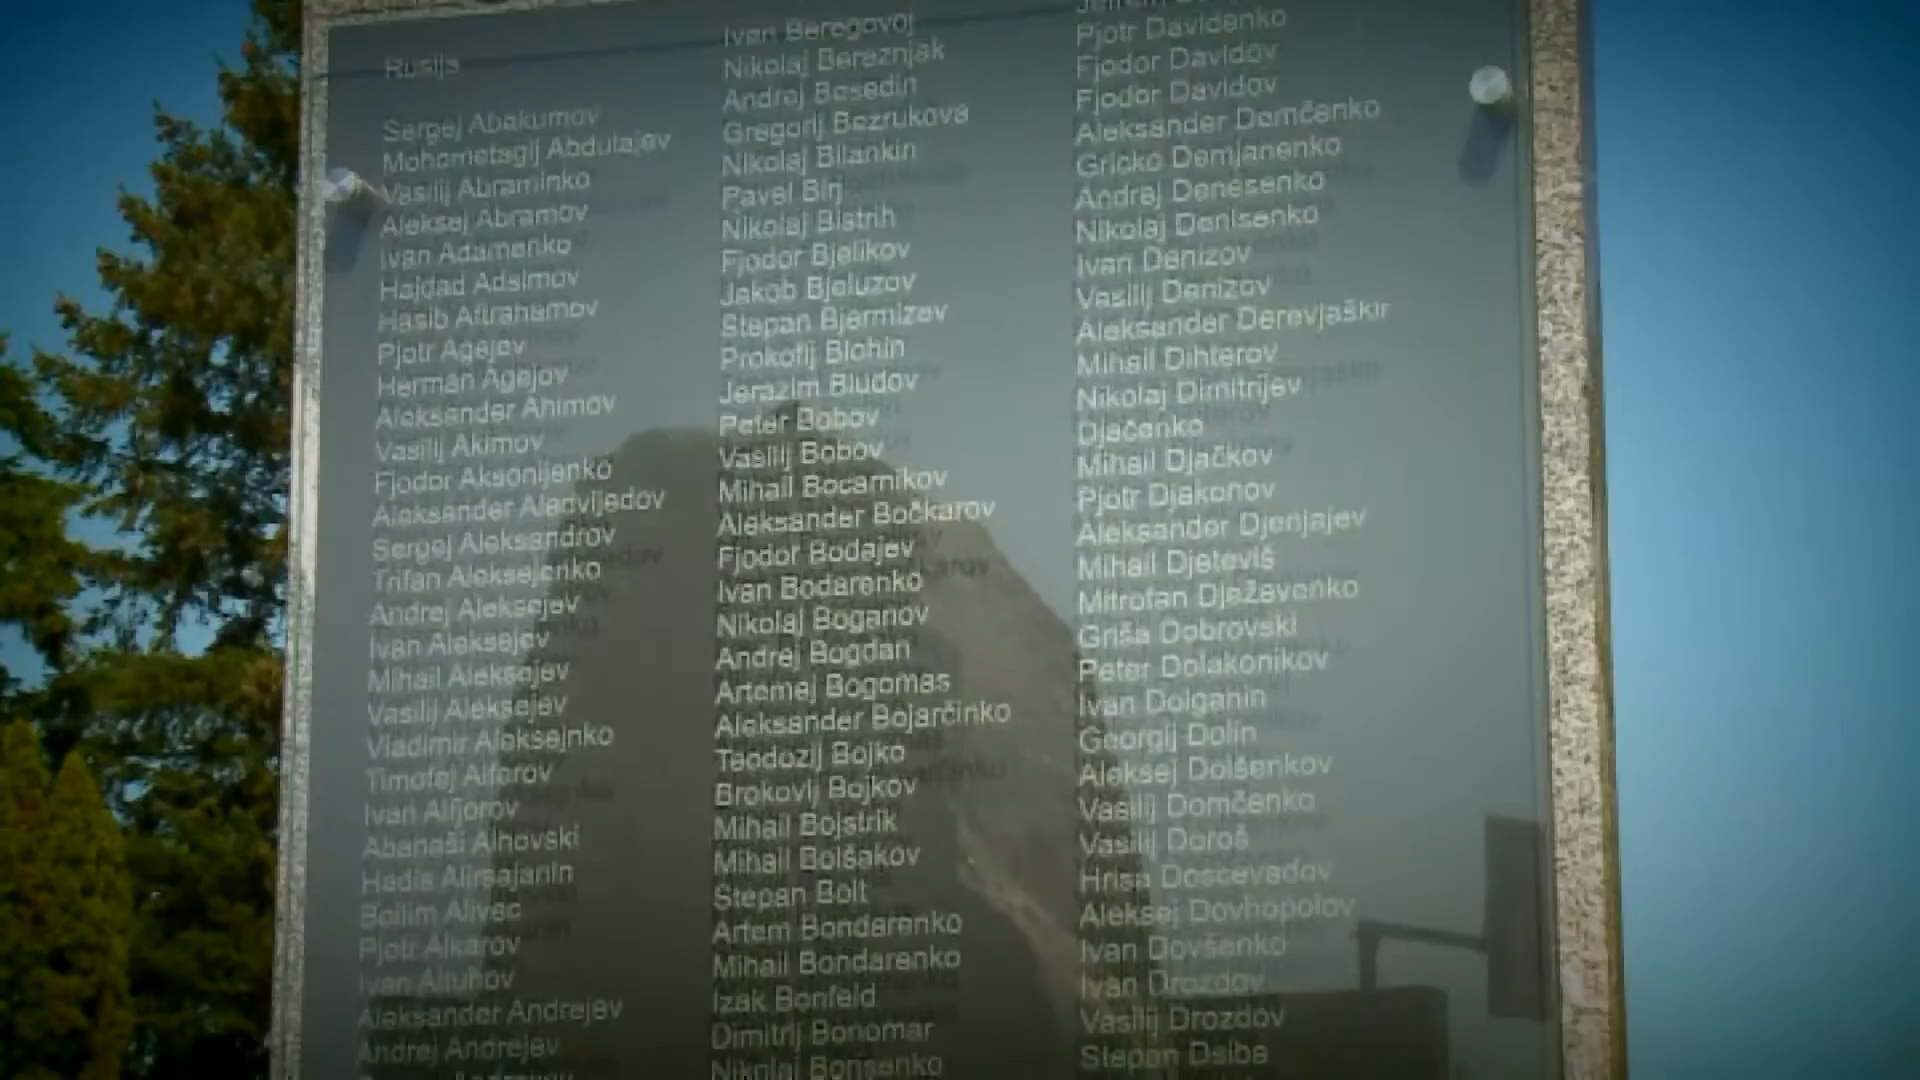 Rusija
Sergej Abakumov
Mohometagij Abdulajev
Vasilij Abraminko
Aleksej Abramov
Ivan Adamenko
Hajdad Adsimov
Hasib Aftrahamov
Pjotr Agejev
Herman Agejov
Aleksander Ahimov
Vasilij Akimov
Fjodor Aksonijenko
Aleksander Aledvijedov
Sergej Aleksandrov
Trifan Aleksejenko
Andrej Aleksejev
Ivan Aleksejev
Mihail Aleksejev
Vasilij Aleksejev
Vladimir Aleksejnko
Timofej Alferov
Ivan Alfjorov
Abanaši Alhovski
Hadis Alirsajanin
Boilim Alivec
Pjotr Alkarov
Ivan Altuhov
Aleksander Andrejev
Andrej Andrejev
Ivan Beregovoj
Nikolaj Bereznjak
Andrej Besedin
Gregorij Bezrukova
Nikolaj Bilankin
Pavel Birj
Nikolaj Bistrih
Fjodor Bjelikov
Jakob Bjeluzov
Stepan Bjermizev
Prokofij Blohin
Jerazim Bludov
Peter Bobov
Vasilij Bobov
Mihail Bocarnikov
Aleksander Bočkarov
Fjodor Bodajev
Ivan Bodarenko
Nikolaj Boganov
Andrej Bogdan
Artemej Bogomas
Aleksander Bojarčinko
Teodozij Bojko
Brokovij Bojkov
Mihail Bojstrik
Mihail Bolšakov
Stepan Bolt
Artem Bondarenko
Mihail Bondarenko
Izak Bonfeld
Dimitrij Bonomar
Nikolaj Bonsenko
Pjotr Davidenko
Fjodor Davidov
Fjodor Davidov
Aleksander Demčenko
Gricko Demjanenko
Andrej Denesenko
Nikolaj Denisenko
Ivan Denizov
Vasilij Denizov
Aleksander Derevjaškir
Mihail Dihterov
Nikolaj Dimitrijev
Djačenko
Mihail Djačkov
Pjotr Djakonov
Aleksander Djenjajev
Mihail Djeteviš
Mitrofan Dježavenko
Griša Dobrovski
Peter Dolakonikov
Ivan Dolganin
Georgij Dolin
Aleksej Dolšenkov
Vasilij Domčenko
Vasilij Doroš
Hrisa Doscevadov
Aleksej Dovhopolov
Ivan Dovšenko
Ivan Drozdov
Vasilij Drozdov
Stepan Dsiba